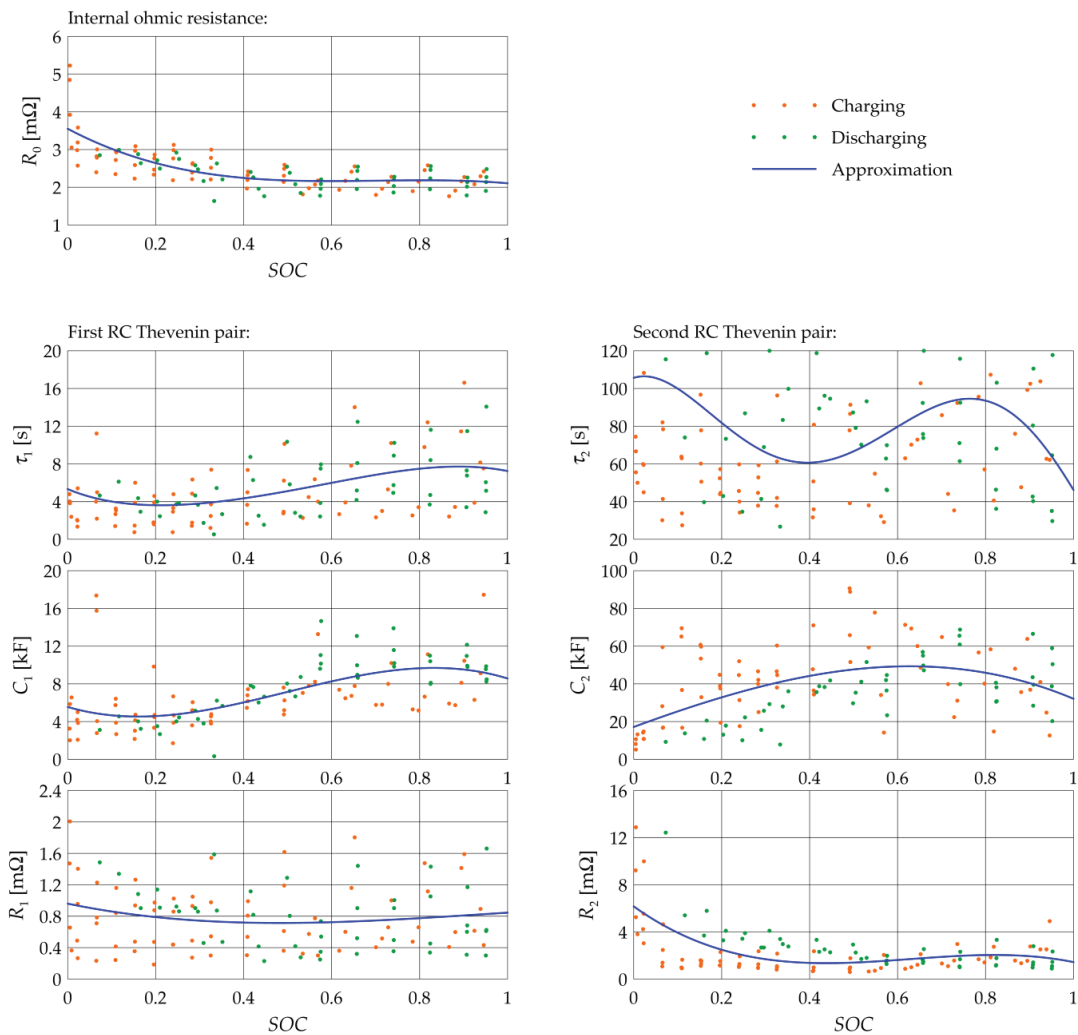 Internal ohmic resistance:
6
5
4
3
2
1
R₀ [mΩ]
0 0.2 0.4 0.6 0.8 1
SOC
Charging
Discharging
Approximation
First RC Thevenin pair:
20
16
12
8
4
0
τ₁ [s]
0 0.2 0.4 0.6 0.8 1
Second RC Thevenin pair:
120
100
80
60
40
20
τ₂ [s]
0 0.2 0.4 0.6 0.8 1
20
16
12
8
4
0
C₁ [kF]
0 0.2 0.4 0.6 0.8 1
100
80
60
40
20
0
C₂ [kF]
0 0.2 0.4 0.6 0.8 1
2.4
2
1.6
1.2
0.8
0.4
0
R₁ [mΩ]
0 0.2 0.4 0.6 0.8 1
SOC
16
12
8
4
0
R₂ [mΩ]
0 0.2 0.4 0.6 0.8 1
SOC